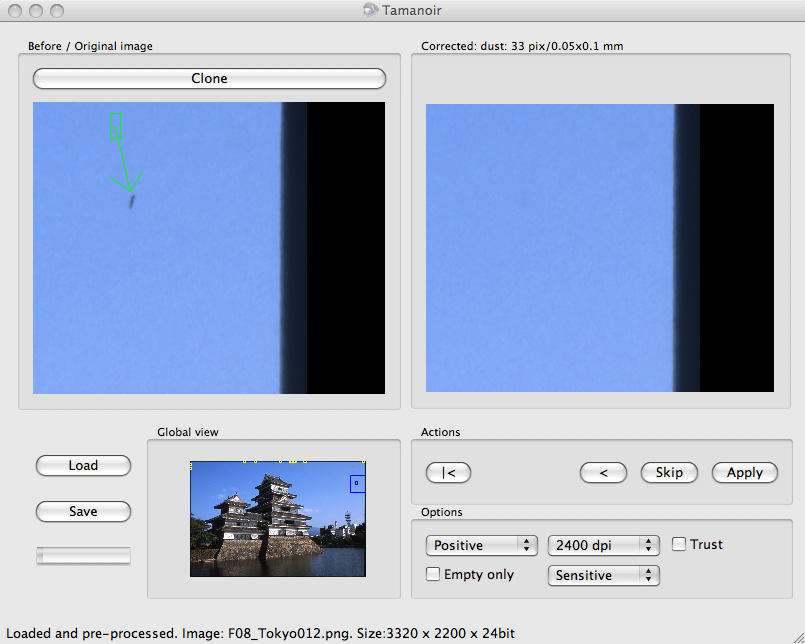 Tamanoir
Before / Original image
Corrected: dust: 33 pix/0.05x0.1 mm
Clone
Global view
Actions
Load
|<
<
Skip
Apply
Save
Options
Positive
2400 dpi
Trust
Empty only
Sensitive
Loaded and pre-processed. Image: F08_Tokyo012.png. Size:3320 x 2200 x 24bit